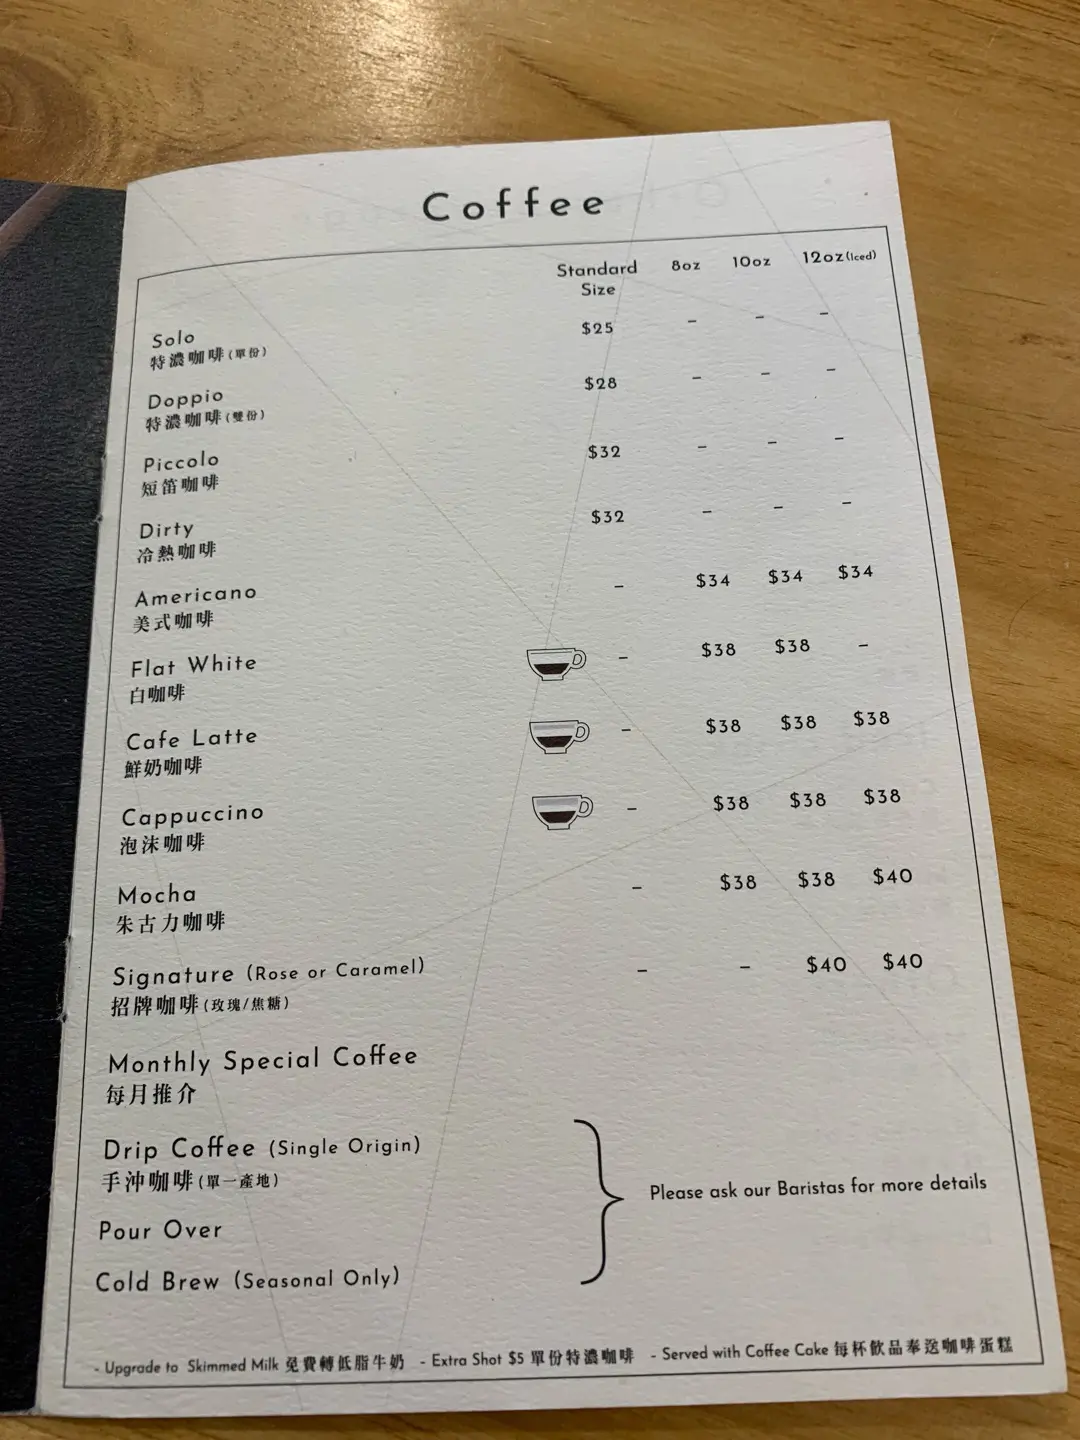 Coffee
Standard Size 8oz 10oz 12oz (Iced)
Solo $25 – – –
特濃咖啡 (單份)
Doppio $28 – – –
特濃咖啡 (雙份)
Piccolo $32 – – –
短笛咖啡
Dirty $32 – – –
冷熱咖啡
Americano – $34 $34 $34
美式咖啡
Flat White – $38 $38 –
白咖啡
Cafe Latte – $38 $38 $38
鮮奶咖啡
Cappuccino – $38 $38 $38
泡沫咖啡
Mocha – $38 $38 $40
朱古力咖啡
Signature (Rose or Caramel) – – $40 $40
招牌咖啡 (玫瑰/焦糖)
Monthly Special Coffee
每月推介
Drip Coffee (Single Origin)
手沖咖啡 (單一產地)
Pour Over
Cold Brew (Seasonal Only)
Please ask our Baristas for more details
- Upgrade to Skimmed Milk 免費轉低脂牛奶 - Extra Shot $5 單份特濃咖啡 - Served with Coffee Cake 每杯飲品奉送咖啡蛋糕